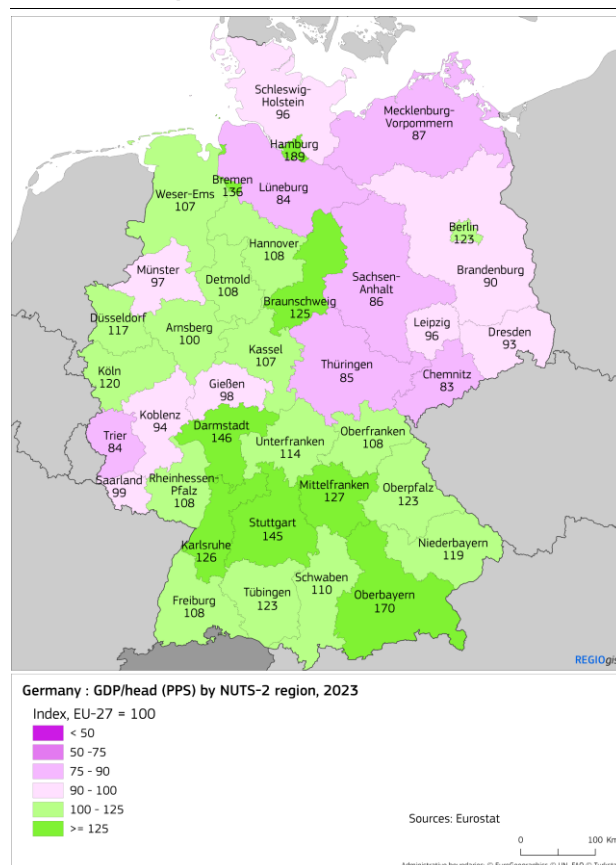 Schleswig-
Holstein
96
Mecklenburg-
Vorpommern
87
Hamburg
189
Bremen
136
Lüneburg
84
Weser-Ems
107
Berlin
123
Hannover
108
Brandenburg
90
Münster
97
Detmold
108
Sachsen-
Anhalt
86
Braunschweig
125
Düsseldorf
117
Arnsberg
100
Leipzig
96
Dresden
93
Kassel
107
Köln
120
Thüringen
85
Chemnitz
83
Gießen
98
Koblenz
94
Darmstadt
146
Trier
84
Unterfranken
114
Oberfranken
108
Saarland
99
Rheinhessen-
Pfalz
108
Mittelfranken
127
Oberpfalz
123
Stuttgart
145
Karlsruhe
126
Niederbayern
119
Schwaben
110
Tübingen
123
Freiburg
108
Oberbayern
170
REGIOgis
Germany : GDP/head (PPS) by NUTS-2 region, 2023
Index, EU-27 = 100
< 50
50 -75
75 - 90
90 - 100
100 - 125
>= 125
Sources: Eurostat
0 100 Km